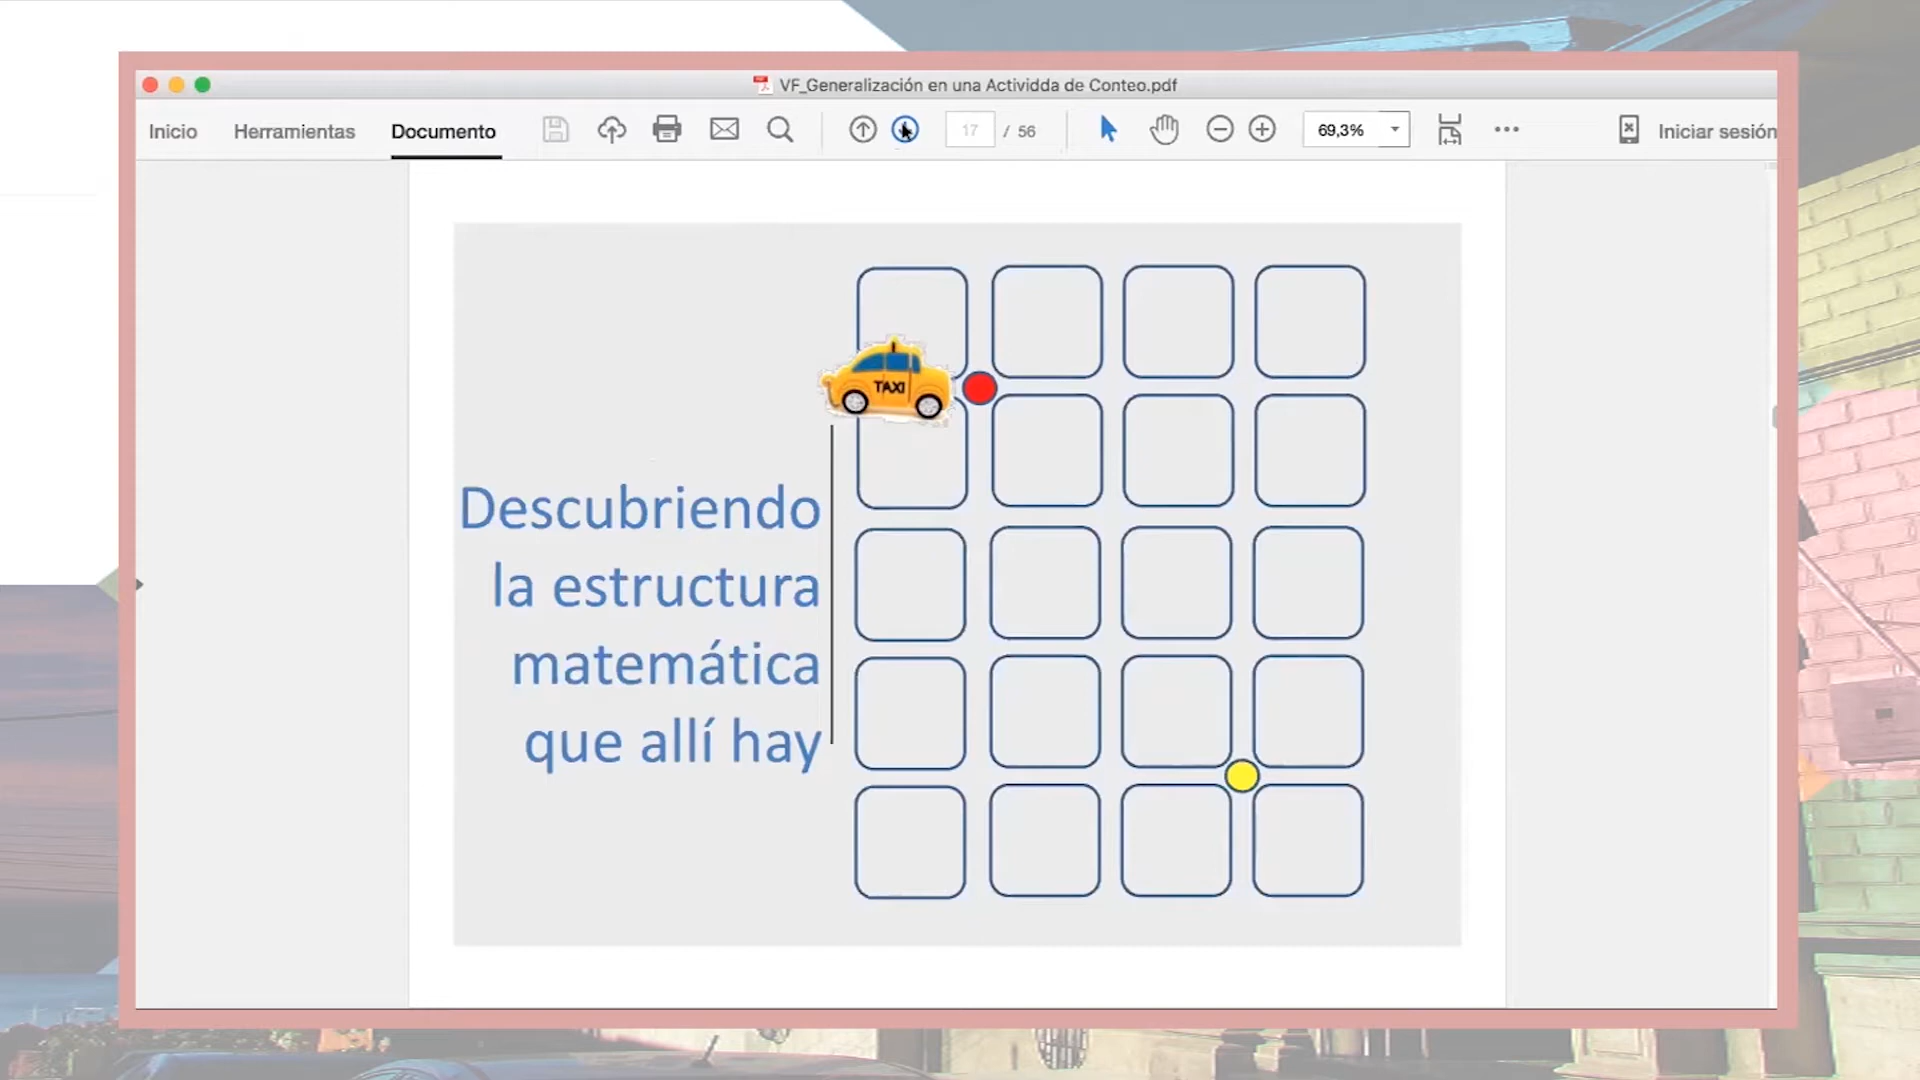 VF_Generalización en una Actividda de Conteo.pdf
Inicio Herramientas Documento 17 / 56 69,3% Iniciar sesión
TAXI
Descubriendo
la estructura
matemática
que allí hay